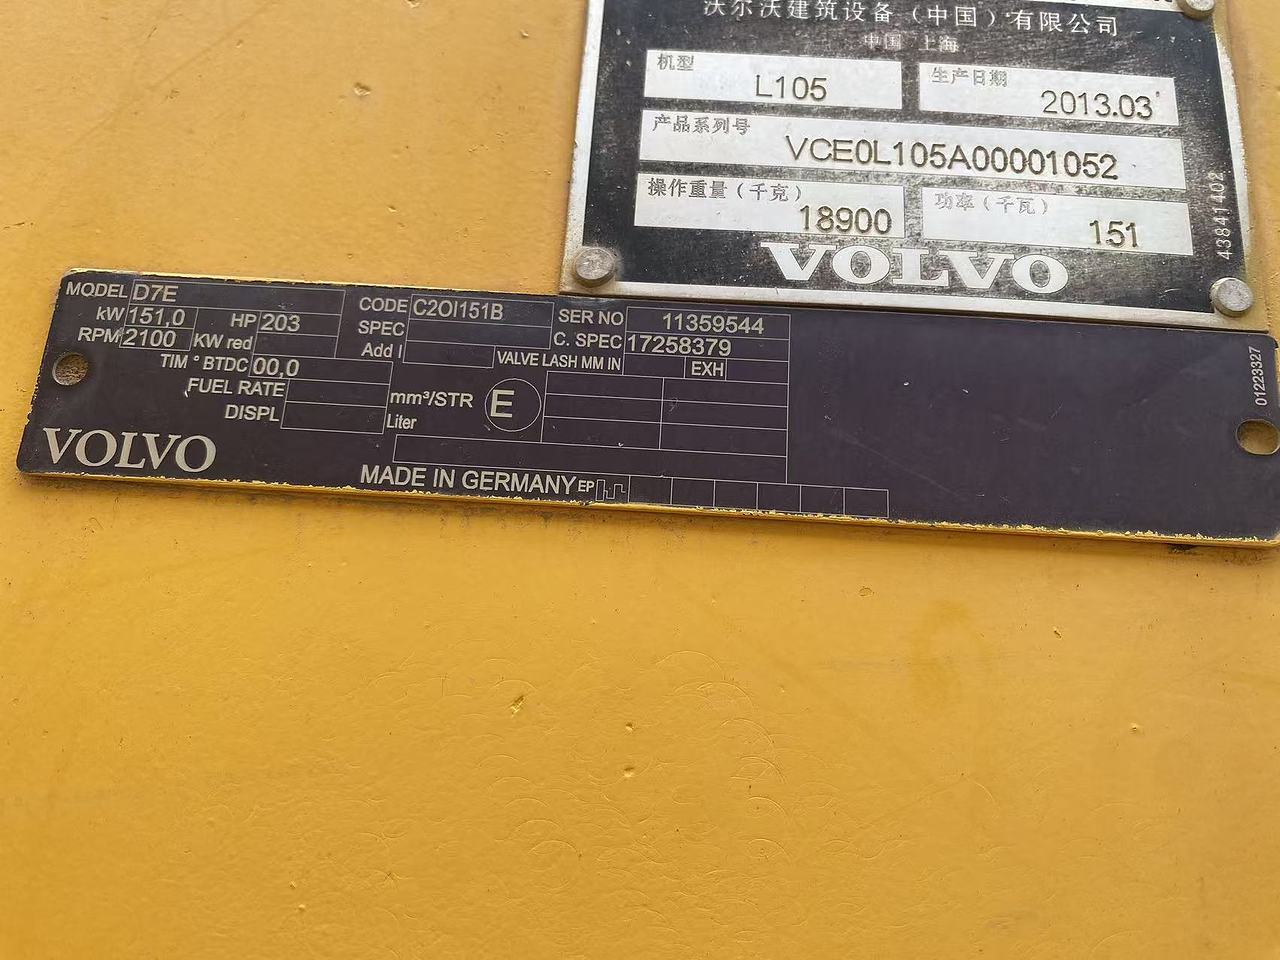 沃尔沃建筑设备（中国）有限公司
中国 上海
机型 L105 生产日期 2013.03
产品系列号 VCE0L105A00001052
操作重量（千克） 18900 功率（千瓦） 151
VOLVO
43841402
MODEL D7E CODE C2OI151B SER NO 11359544
kW 151,0 HP 203 SPEC C. SPEC 17258379
RPM 2100 KW red Add I VALVE LASH MM IN EXH
TIM ° BTDC 00,0
FUEL RATE mm³/STR E
DISPL Liter
VOLVO
MADE IN GERMANY EP
01223327